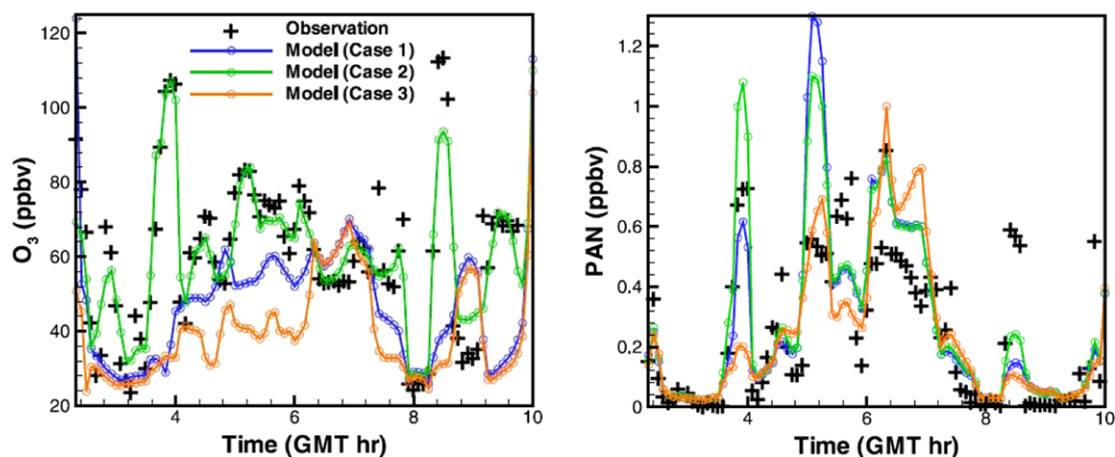 120
100
80
60
40
20
O3 (ppbv)
Observation
Model (Case 1)
Model (Case 2)
Model (Case 3)
4 6 8 10
Time (GMT hr)
1.2
1
0.8
0.6
0.4
0.2
0
PAN (ppbv)
4 6 8 10
Time (GMT hr)